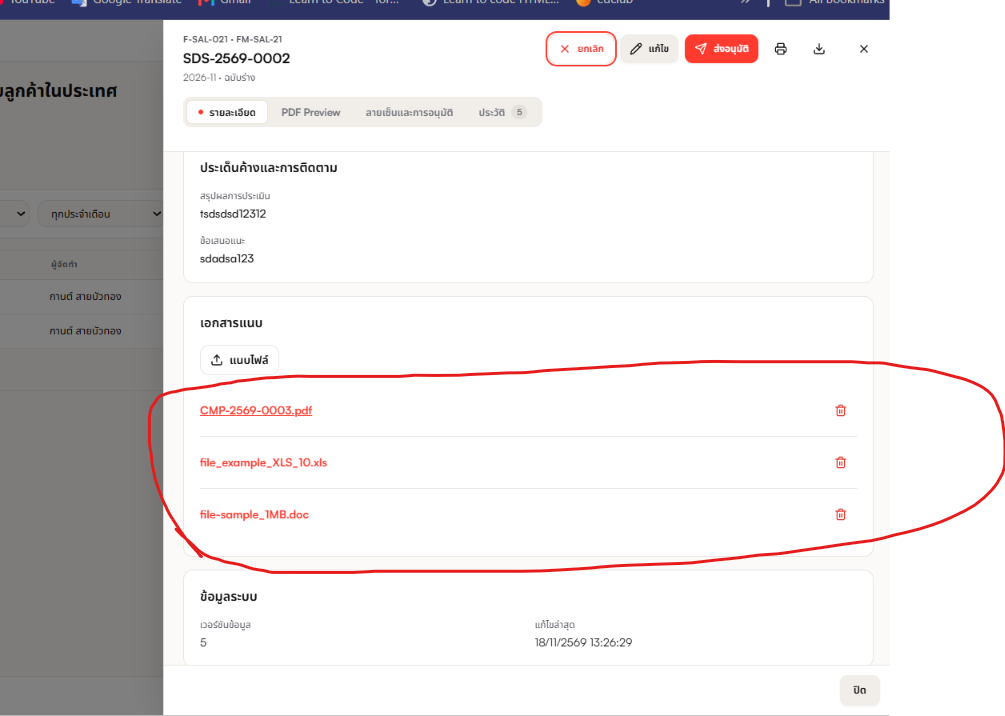 YouTube
Google Translate
Gmail
Learn to Code - for...
Learn to code HTML...
cuclub
All Bookmarks
F-SAL-021 • FM-SAL-21
SDS-2569-0002
2026-11 • ฉบับร่าง
ยกเลิก
แก้ไข
ส่งอนุมัติ
ลูกค้าในประเทศ
รายละเอียด
PDF Preview
ลายเซ็นและการอนุมัติ
ประวัติ 5
ประเด็นค้างและการติดตาม
สรุปผลการประเมิน
tsdsdsd12312
ทุกประจำเดือน
ข้อเสนอแนะ
sdadsa123
ผู้จัดทำ
กานต์ สายบัวทอง
กานต์ สายบัวทอง
เอกสารแนบ
แนบไฟล์
CMP-2569-0003.pdf
file_example_XLS_10.xls
file-sample_1MB.doc
ข้อมูลระบบ
เวอร์ชันข้อมูล
5
แก้ไขล่าสุด
18/11/2569 13:26:29
ปิด